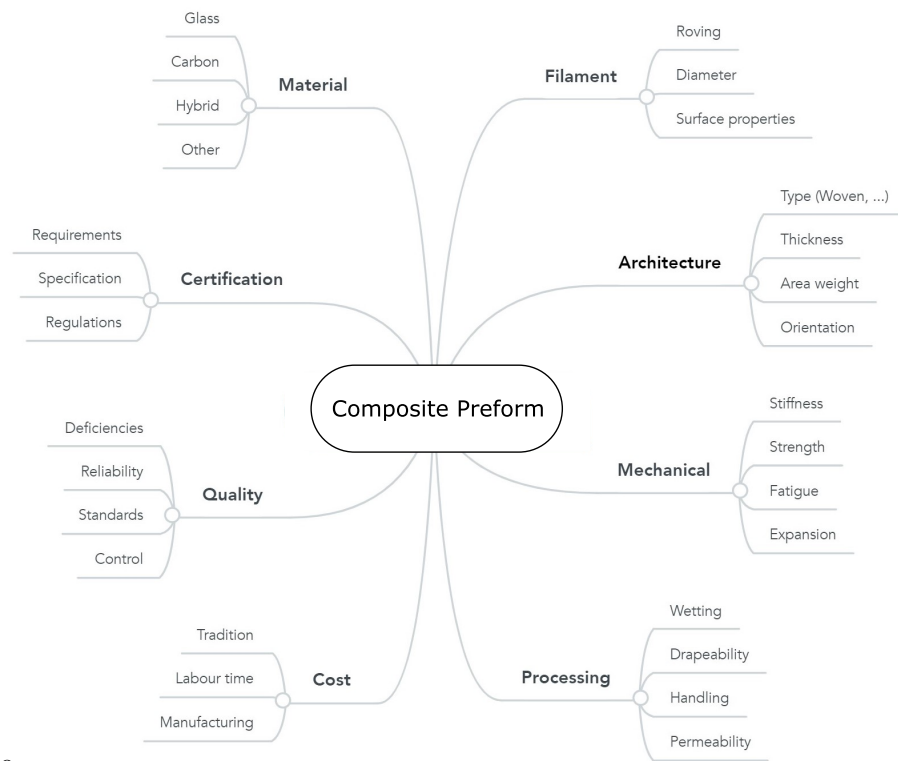 Glass
Carbon
Hybrid
Other
Material
Roving
Diameter
Surface properties
Filament
Type (Woven, ...)
Thickness
Area weight
Orientation
Architecture
Requirements
Specification
Regulations
Certification
Composite Preform
Stiffness
Strength
Fatigue
Expansion
Mechanical
Deficiencies
Reliability
Standards
Control
Quality
Tradition
Labour time
Manufacturing
Cost
Wetting
Drapeability
Handling
Permeability
Processing